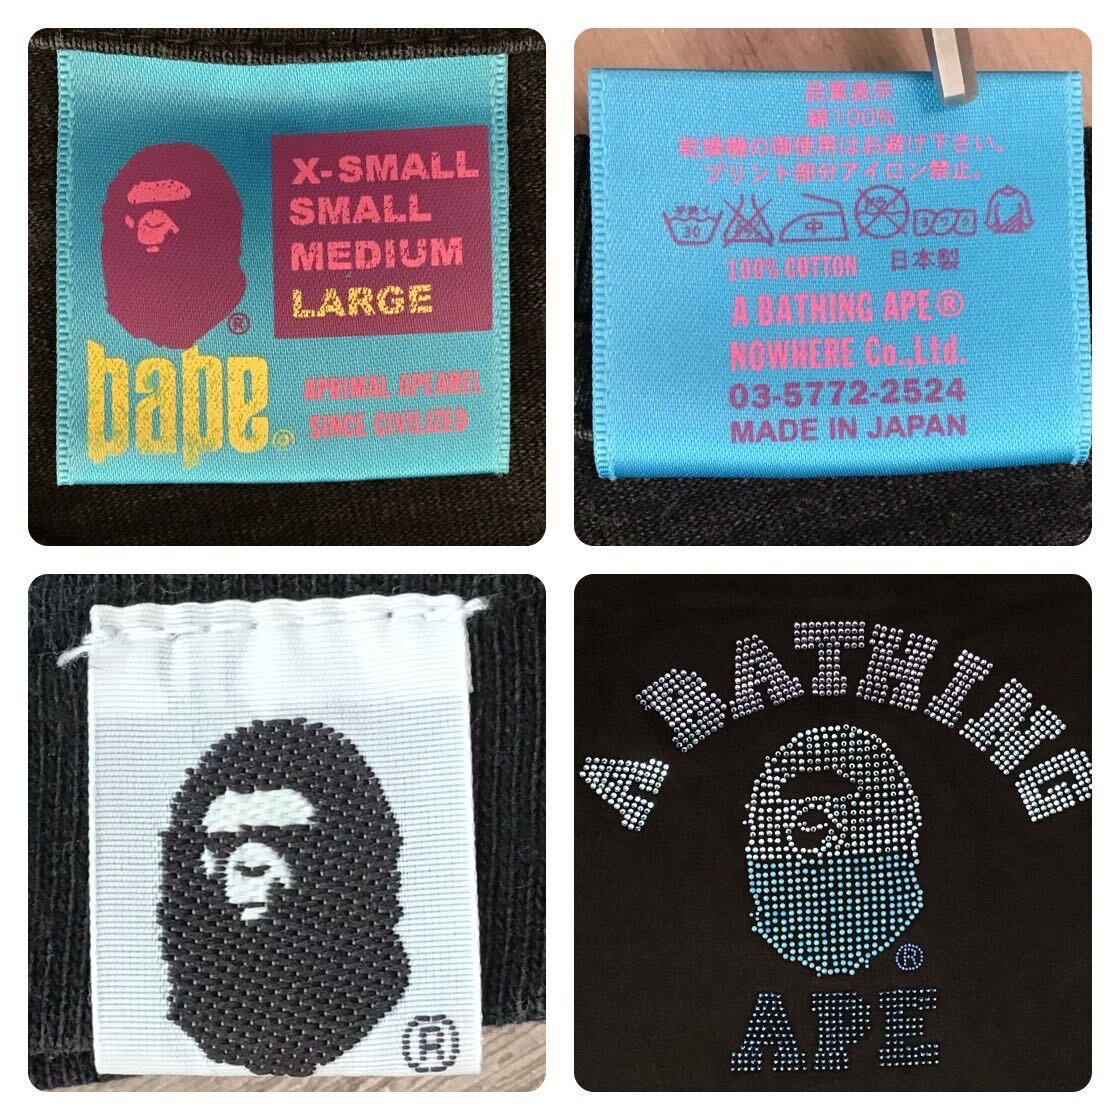 X-SMALL
SMALL
MEDIUM
LARGE
®
bape®
APRIMAL APEAREL
SINCE CIVILIZED
品質表示
綿100%
乾燥機の御使用はお避け下さい。
プリント部分アイロン禁止。
30 中
100% COTTON 日本製
A BATHING APE®
NOWHERE Co.,Ltd.
03-5772-2524
MADE IN JAPAN
®
A BATHING
®
APE